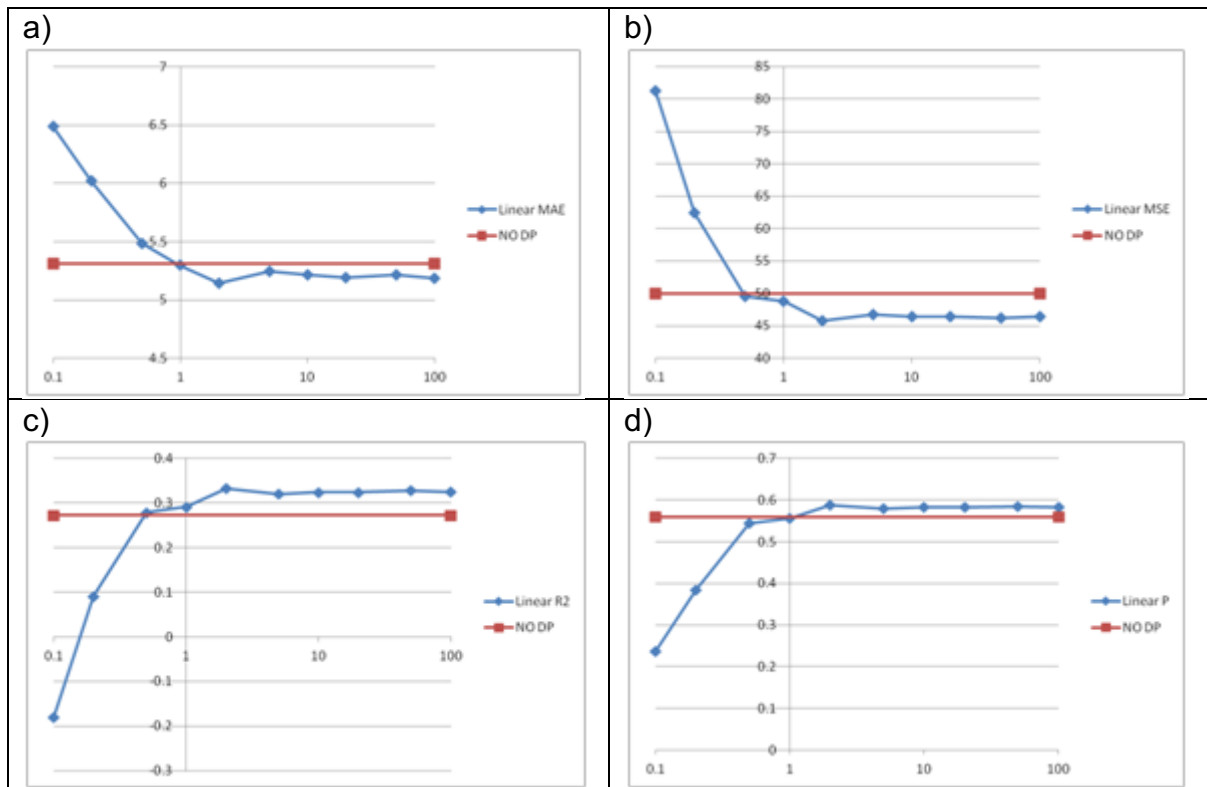 a)
7
6.5
6
5.5
5
4.5
0.1 1 10 100
Linear MAE
NO DP
b)
85
80
75
70
65
60
55
50
45
40
0.1 1 10 100
Linear MSE
NO DP
c)
0.4
0.3
0.2
0.1
0
-0.1
-0.2
-0.3
0.1 1 10 100
Linear R2
NO DP
d)
0.7
0.6
0.5
0.4
0.3
0.2
0.1
0
0.1 1 10 100
Linear P
NO DP